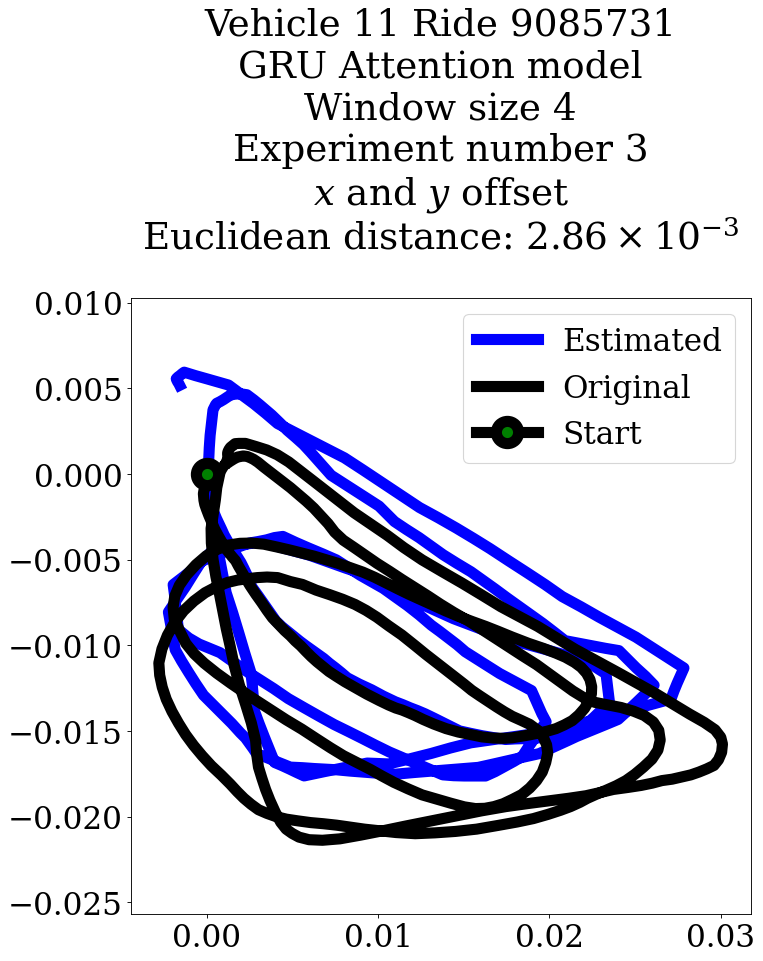 Vehicle 11 Ride 9085731
GRU Attention model
Window size 4
Experiment number 3
x and y offset
Euclidean distance: 2.86 × 10⁻³
0.010
0.005
0.000
−0.005
−0.010
−0.015
−0.020
−0.025
Estimated
Original
Start
0.00 0.01 0.02 0.03